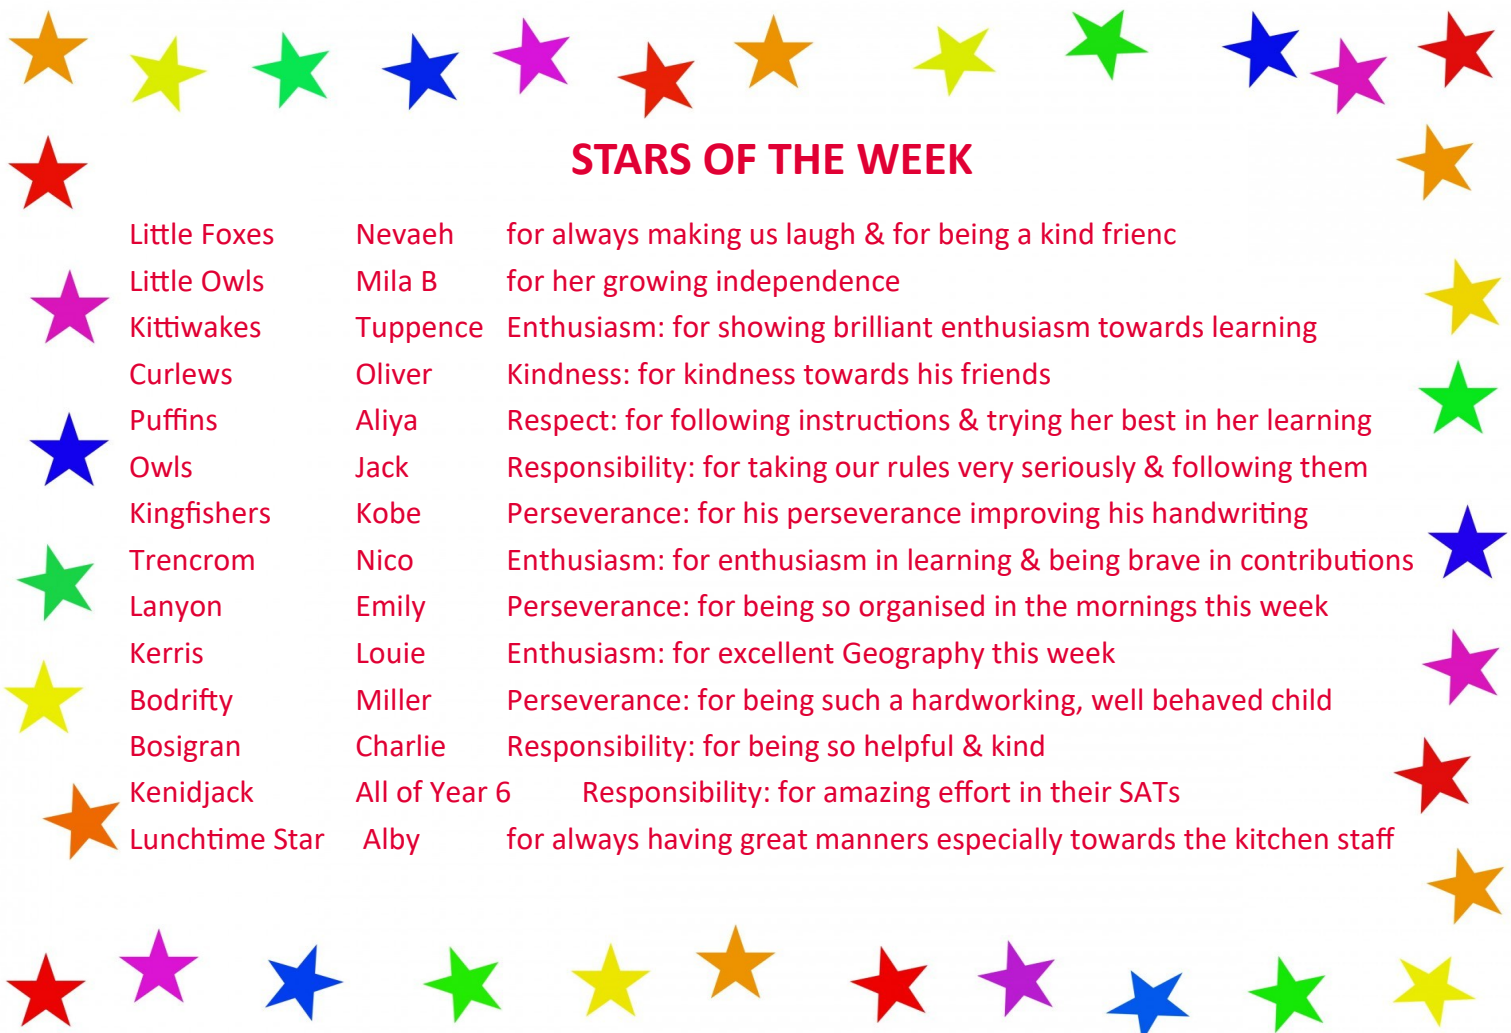 STARS OF THE WEEK
Little Foxes Nevaeh for always making us laugh & for being a kind frienc
Little Owls Mila B for her growing independence
Kittiwakes Tuppence Enthusiasm: for showing brilliant enthusiasm towards learning
Curlews Oliver Kindness: for kindness towards his friends
Puffins Aliya Respect: for following instructions & trying her best in her learning
Owls Jack Responsibility: for taking our rules very seriously & following them
Kingfishers Kobe Perseverance: for his perseverance improving his handwriting
Trencrom Nico Enthusiasm: for enthusiasm in learning & being brave in contributions
Lanyon Emily Perseverance: for being so organised in the mornings this week
Kerris Louie Enthusiasm: for excellent Geography this week
Bodrifty Miller Perseverance: for being such a hardworking, well behaved child
Bosigran Charlie Responsibility: for being so helpful & kind
Kenidjack All of Year 6 Responsibility: for amazing effort in their SATs
Lunchtime Star Alby for always having great manners especially towards the kitchen staff